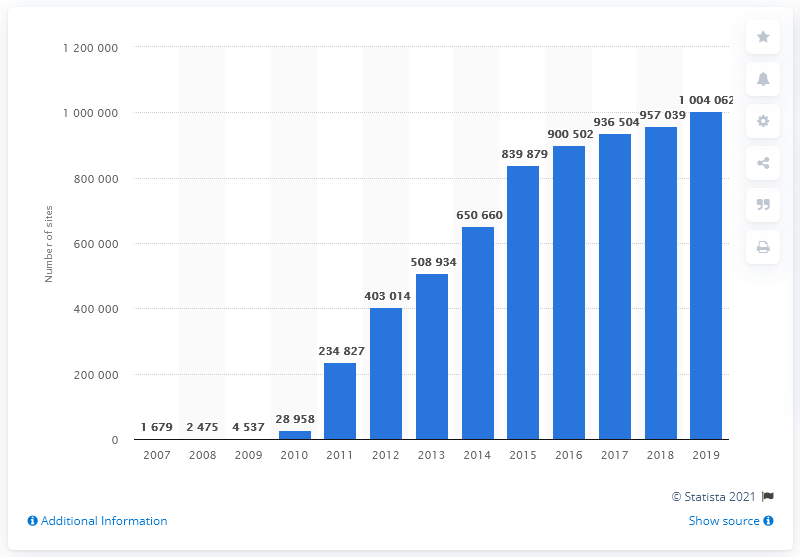 1 200 000
1 000 000
800 000
600 000
400 000
200 000
0
Number of sites
1 679
2 475
4 537
28 958
234 827
403 014
508 934
650 660
839 879
900 502
936 504
957 039
1 004 062
2007 2008 2009 2010 2011 2012 2013 2014 2015 2016 2017 2018 2019
© Statista 2021
Additional Information
Show source